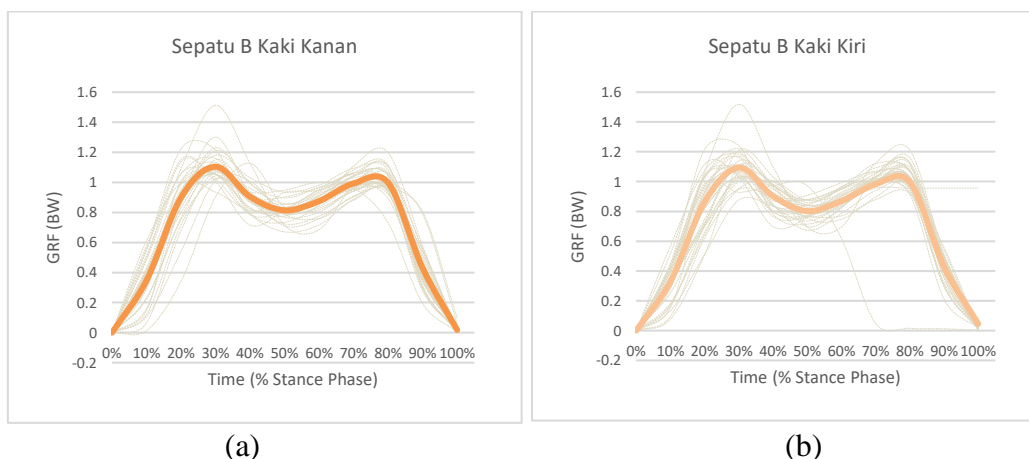 Sepatu B Kaki Kanan
1.6
1.4
1.2
1
0.8
0.6
0.4
0.2
0
-0.2
GRF (BW)
0% 10% 20% 30% 40% 50% 60% 70% 80% 90% 100%
Time (% Stance Phase)
(a)
Sepatu B Kaki Kiri
1.6
1.4
1.2
1
0.8
0.6
0.4
0.2
0
-0.2
GRF (BW)
0% 10% 20% 30% 40% 50% 60% 70% 80% 90% 100%
Time (% Stance Phase)
(b)